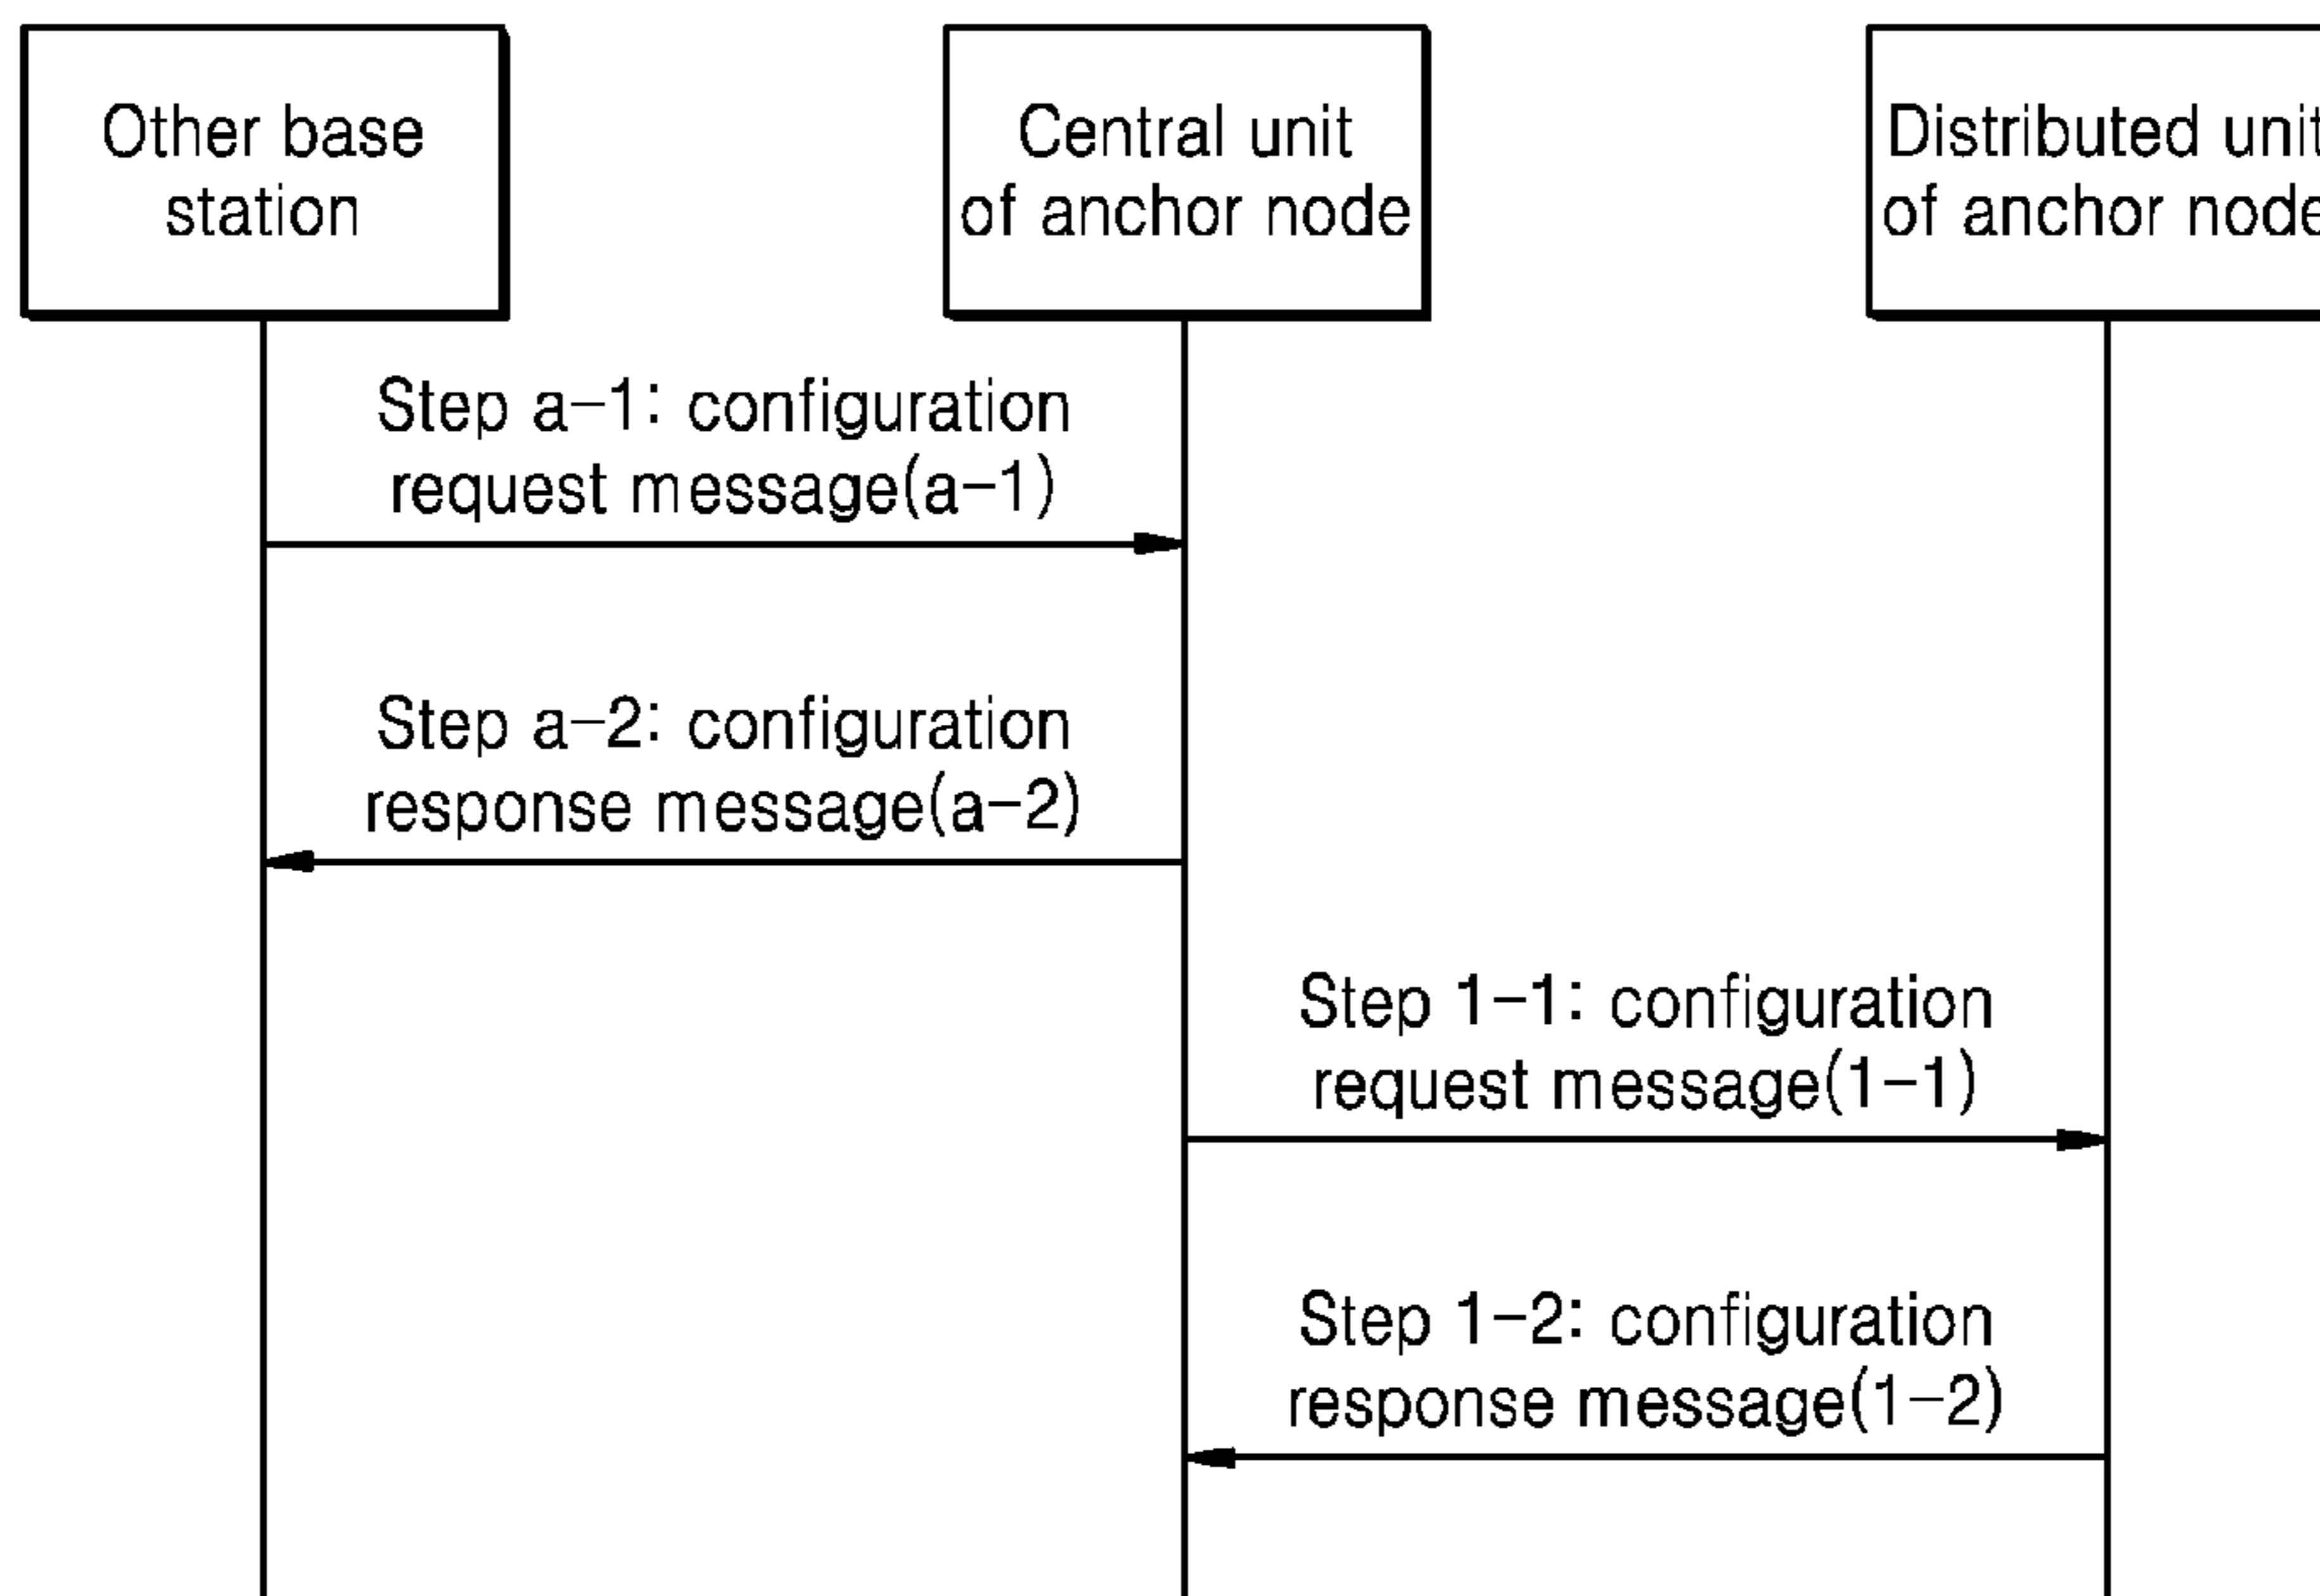 Other base
station
Central unit
of anchor node
Distributed unit
of anchor node
Step a-1: configuration
request message(a-1)
Step a-2: configuration
response message(a-2)
Step 1-1: configuration
request message(1-1)
Step 1-2: configuration
response message(1-2)